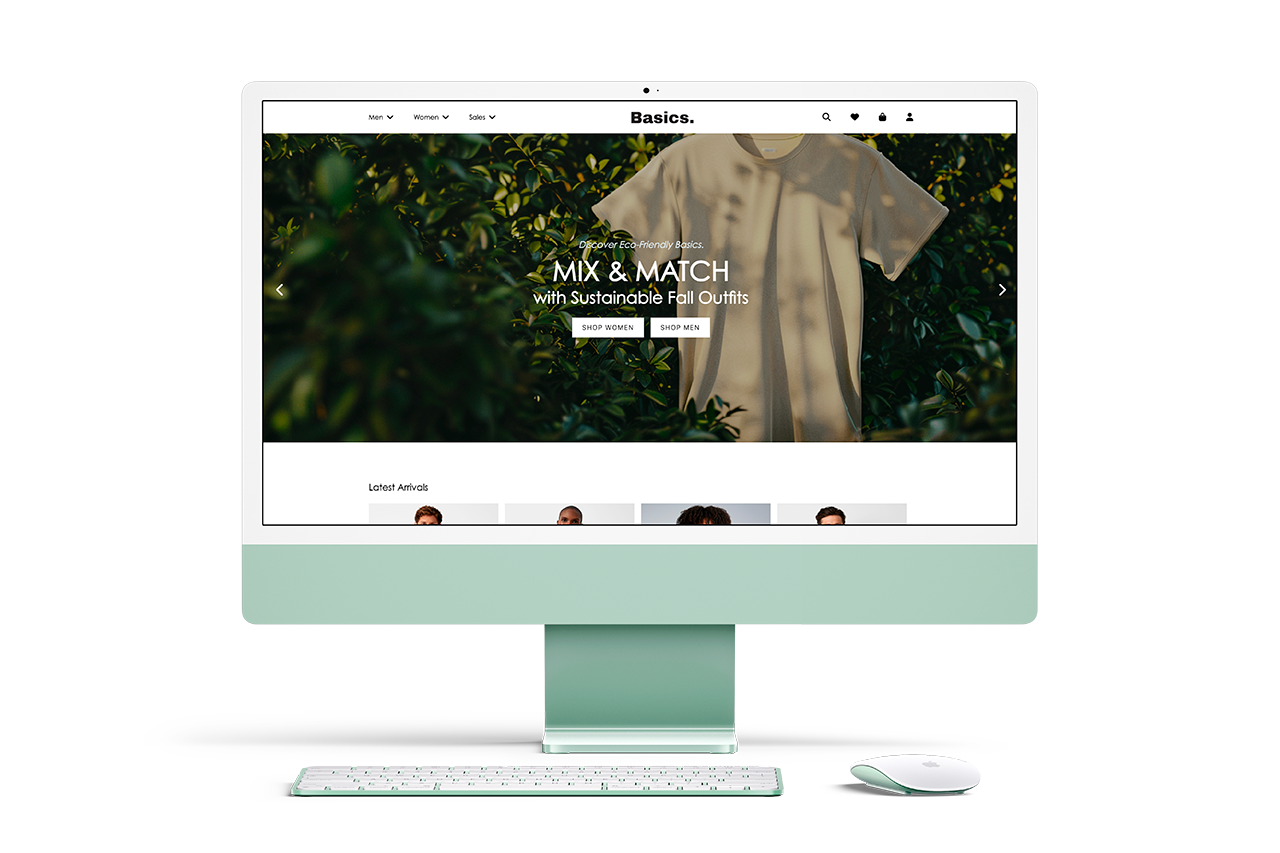 Men Women Sales Basics.
Discover Eco-Friendly Basics.
MIX & MATCH
with Sustainable Fall Outfits
SHOP WOMEN SHOP MEN
Latest Arrivals